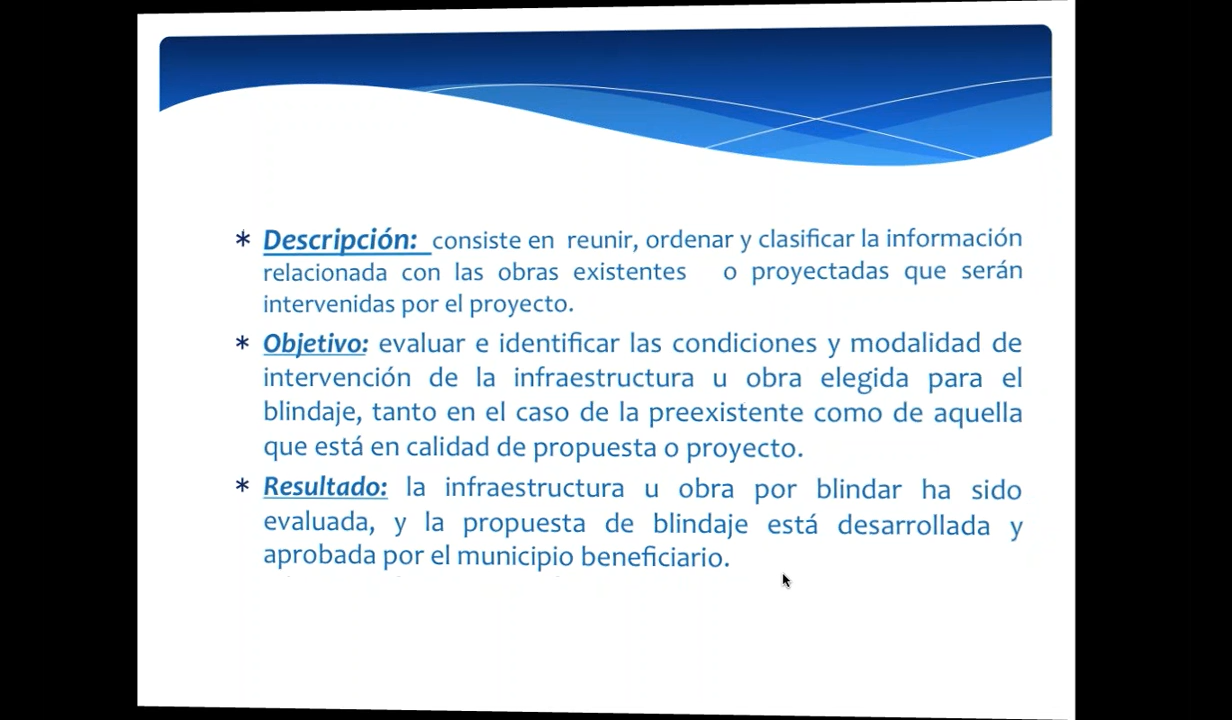 * Descripción: consiste en reunir, ordenar y clasificar la información
relacionada con las obras existentes o proyectadas que serán
intervenidas por el proyecto.
* Objetivo: evaluar e identificar las condiciones y modalidad de
intervención de la infraestructura u obra elegida para el
blindaje, tanto en el caso de la preexistente como de aquella
que está en calidad de propuesta o proyecto.
* Resultado: la infraestructura u obra por blindar ha sido
evaluada, y la propuesta de blindaje está desarrollada y
aprobada por el municipio beneficiario.